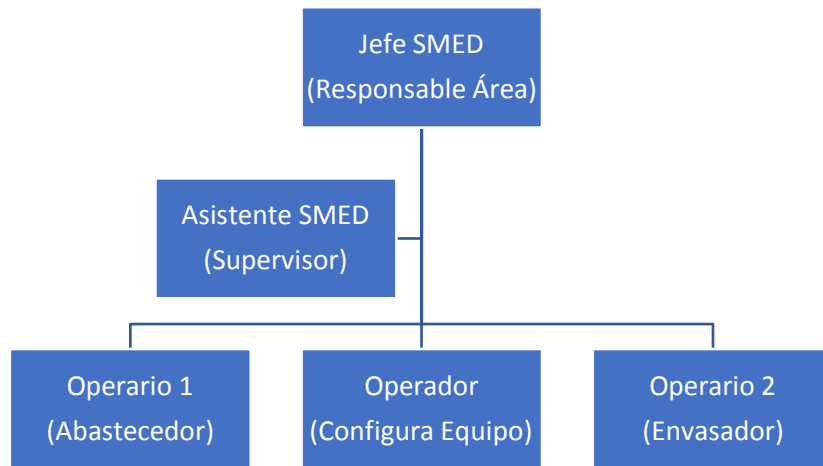 Jefe SMED
(Responsable Área)
Asistente SMED
(Supervisor)
Operario 1
(Abastecedor)
Operador
(Configura Equipo)
Operario 2
(Envasador)